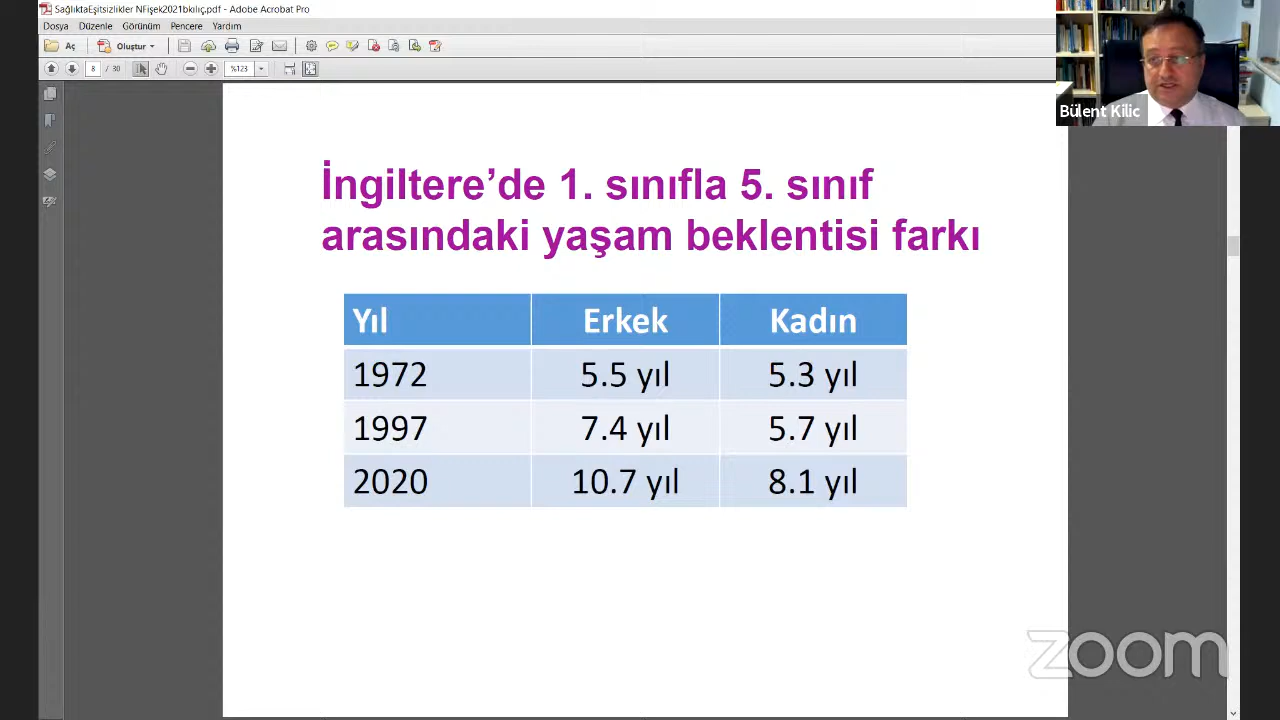 SağlıktaEşitsizlikler NFişek2021bkılıç.pdf - Adobe Acrobat Pro
Dosya Düzenle Görünüm Pencere Yardım
Aç Oluştur
8 / 30 %123
Bülent Kilic
İngiltere’de 1. sınıfla 5. sınıf
arasındaki yaşam beklentisi farkı
Yıl Erkek Kadın
1972 5.5 yıl 5.3 yıl
1997 7.4 yıl 5.7 yıl
2020 10.7 yıl 8.1 yıl
zoom